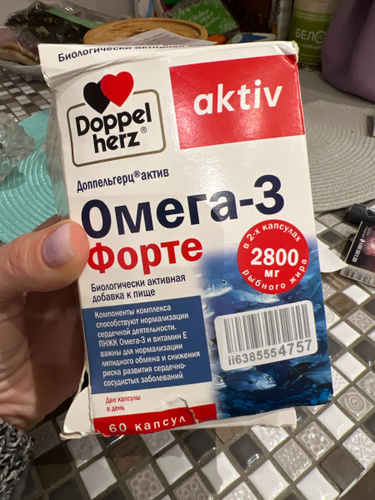 Биологически активная
Doppel
herz®
aktiv
Доппельгерц® актив
Омега-3
Форте
Биологически активная
добавка к пище
в 2-х капсулах
2800
мг
рыбного жира
Компоненты комплекса
способствуют нормализации
сердечной деятельности.
ПНЖК Омега-3 и витамин Е
важны для нормализации
липидного обмена и снижения
риска развития сердечно-
сосудистых заболеваний
ii6385554757
Две капсулы
в день
60 капсул